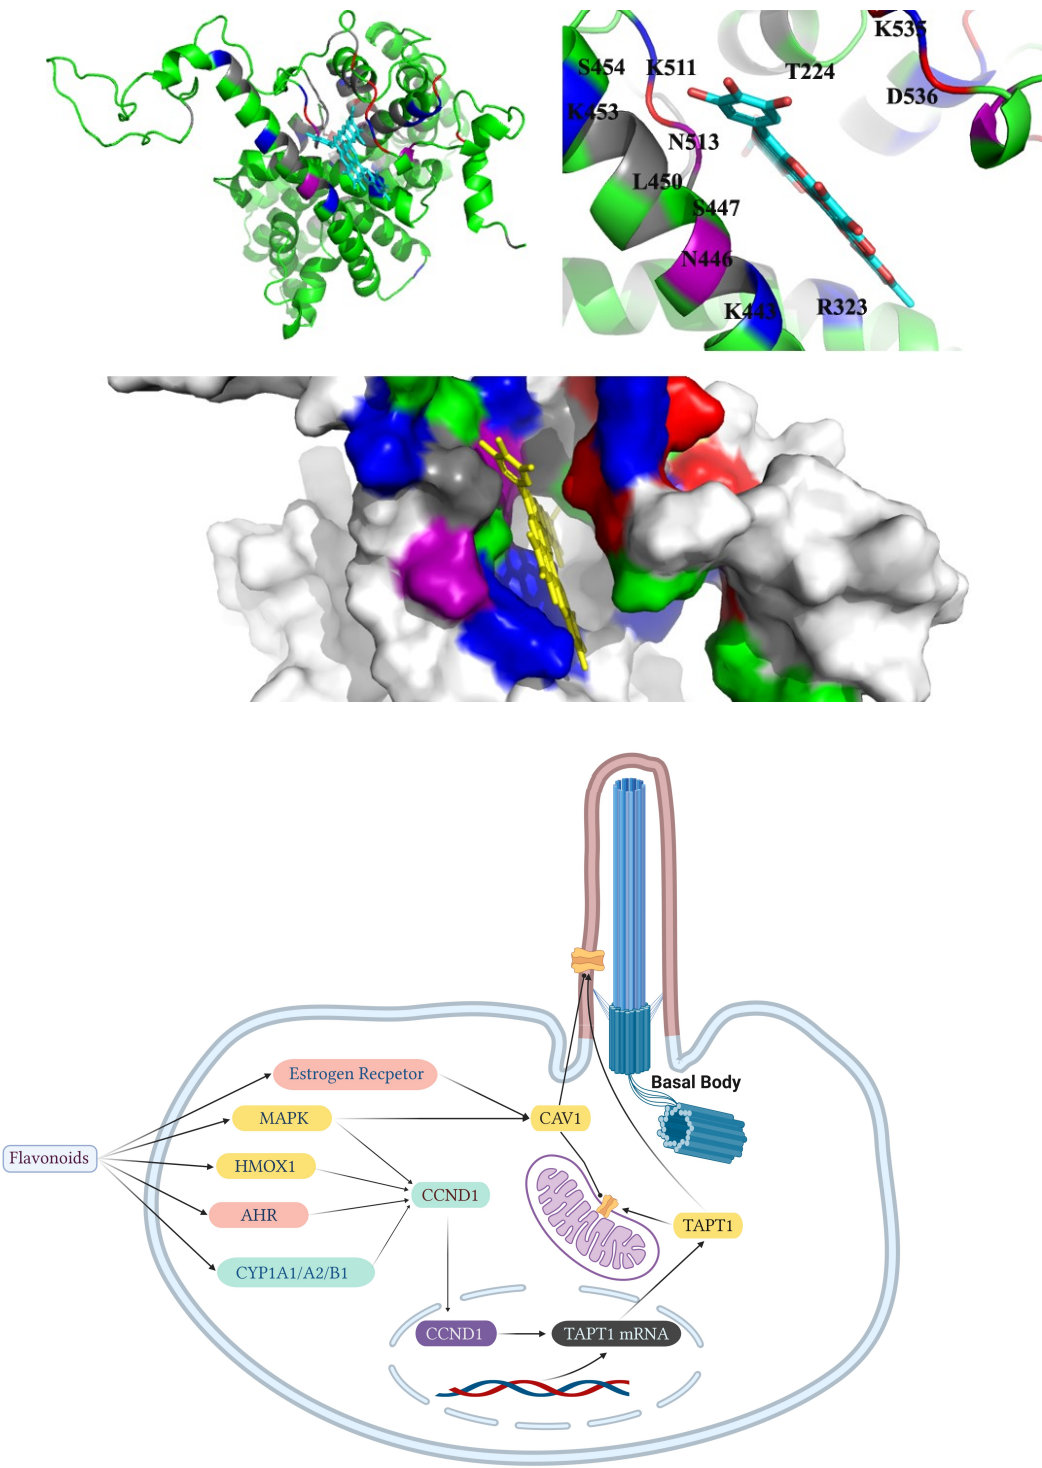 K535
S454
K511
T224
D536
K453
N513
L450
S447
N446
K443
R323
Basal Body
Estrogen Recpetor
MAPK
CAV1
Flavonoids
HMOX1
CCND1
AHR
TAPT1
CYP1A1/A2/B1
CCND1
TAPT1 mRNA